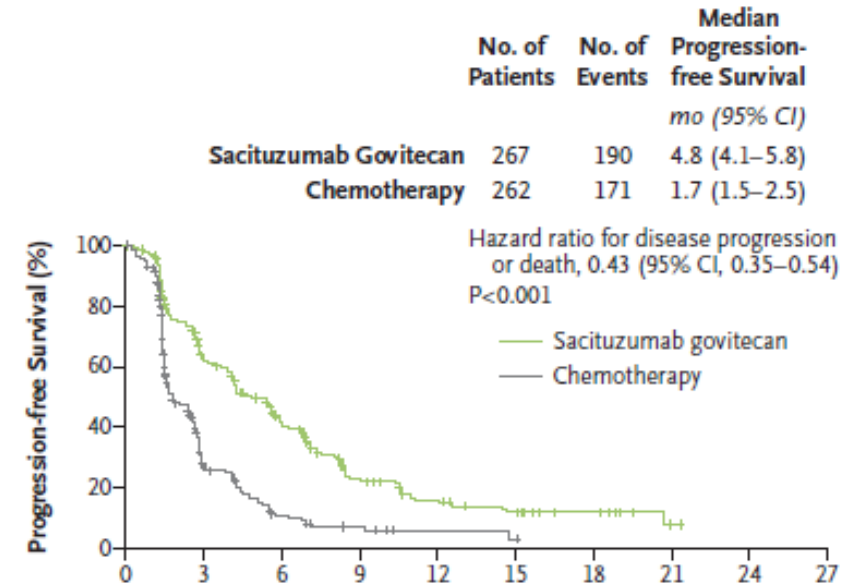 Median
No. of No. of Progression-
Patients Events free Survival
mo (95% CI)
Sacituzumab Govitecan 267 190 4.8 (4.1–5.8)
Chemotherapy 262 171 1.7 (1.5–2.5)
Hazard ratio for disease progression
or death, 0.43 (95% CI, 0.35–0.54)
P<0.001
Sacituzumab govitecan
Chemotherapy
Progression-free Survival (%)
100
80
60
40
20
0
0 3 6 9 12 15 18 21 24 27